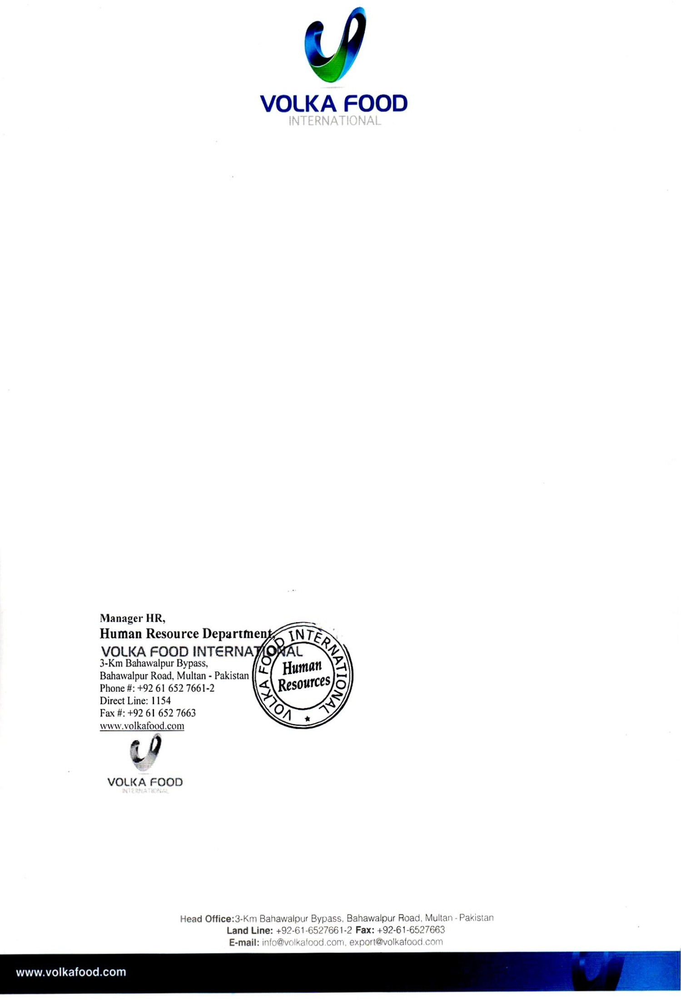 VOLKA FOOD
INTERNATIONAL
Manager HR,
Human Resource Department,
VOLKA FOOD INTERNATIONAL
3-Km Bahawalpur Bypass,
Bahawalpur Road, Multan - Pakistan
Phone #: +92 61 652 7661-2
Direct Line: 1154
Fax #: +92 61 652 7663
www.volkafood.com
VOLKA FOOD INTERNATIONAL
Human
Resources
VOLKA FOOD
INTERNATIONAL
Head Office:3-Km Bahawalpur Bypass, Bahawalpur Road, Multan - Pakistan
Land Line: +92-61-6527661-2 Fax: +92-61-6527663
E-mail: info@volkafood.com, export@volkafood.com
www.volkafood.com